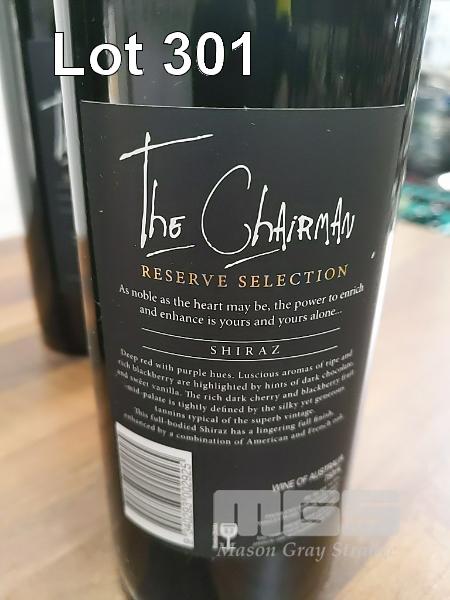 Lot 301
The Chairman
RESERVE SELECTION
As noble as the heart may be, the power to enrich
and enhance is yours and yours alone...
SHIRAZ
Deep red with purple hues. Luscious aromas of ripe and
rich blackberry are highlighted by hints of dark chocolate
and sweet vanilla. The rich dark cherry and blackberry fruit
mid-palate is tightly defined by the silky yet generous
tannins typical of the superb vintage.
This full-bodied Shiraz has a lingering full finish,
enhanced by a combination of American and French oak.
WINE OF AUSTRALIA
750ML
MGS
Mason Gray Strange